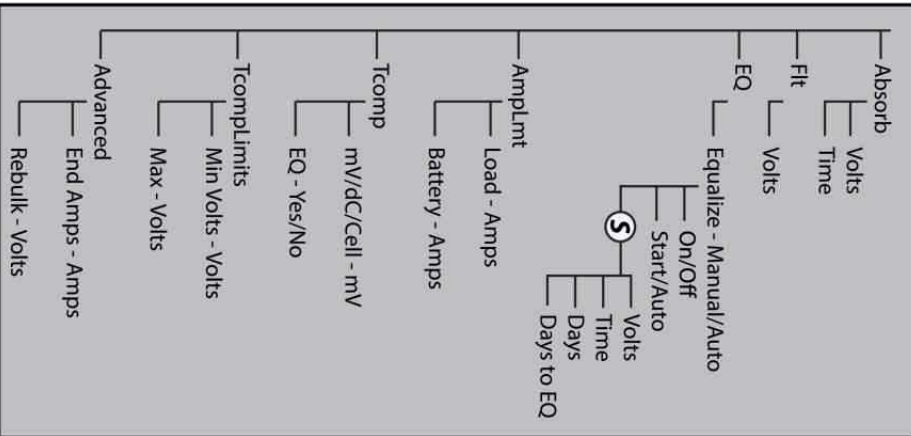 Absorb
Volts
Time
Flt
Volts
EQ
Equalize - Manual/Auto
On/Off
Start/Auto
S
Volts
Time
Days
Days to EQ
AmpLmt
Load - Amps
Battery - Amps
Tcomp
mV/dC/Cell - mV
EQ - Yes/No
TcompLimits
Min Volts - Volts
Max - Volts
Advanced
End Amps - Amps
Rebulk - Volts